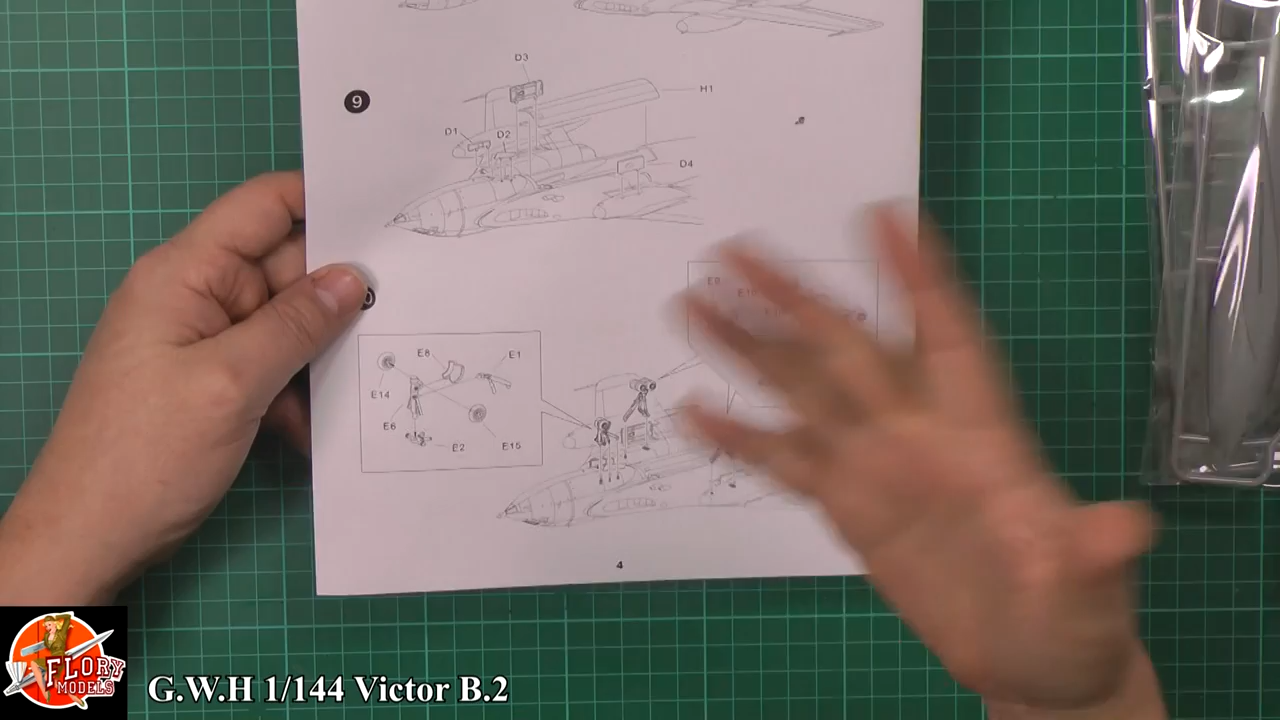 D3
9
H1
D1
D2
D4
E8
E1
E14
E6
E2
E15
4
FLORY
MODELS
G.W.H 1/144 Victor B.2